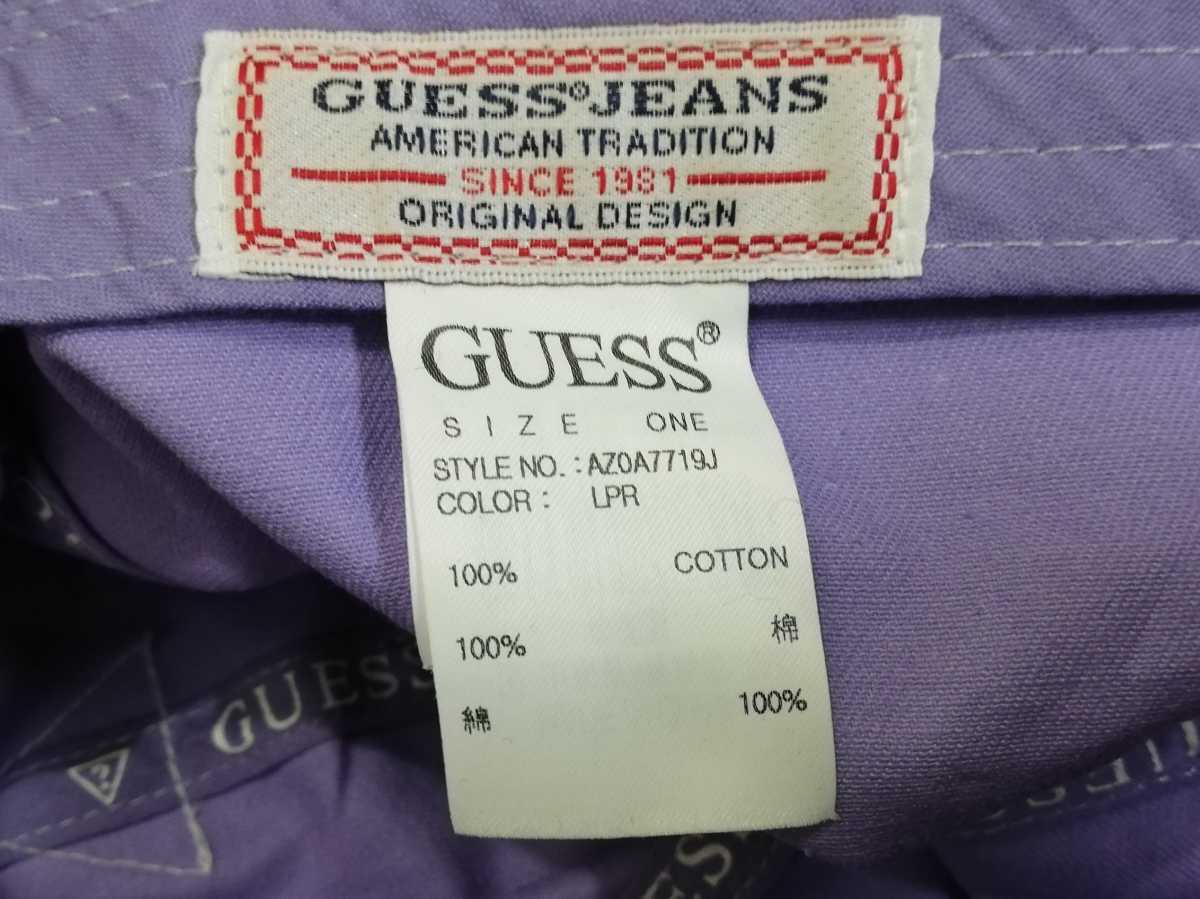 GUESS®JEANS
AMERICAN TRADITION
SINCE 1981
ORIGINAL DESIGN
GUESS®
SIZE ONE
STYLE NO.: AZ0A7719J
COLOR: LPR
100% COTTON
100% 棉
綿 100%
GUESS
?